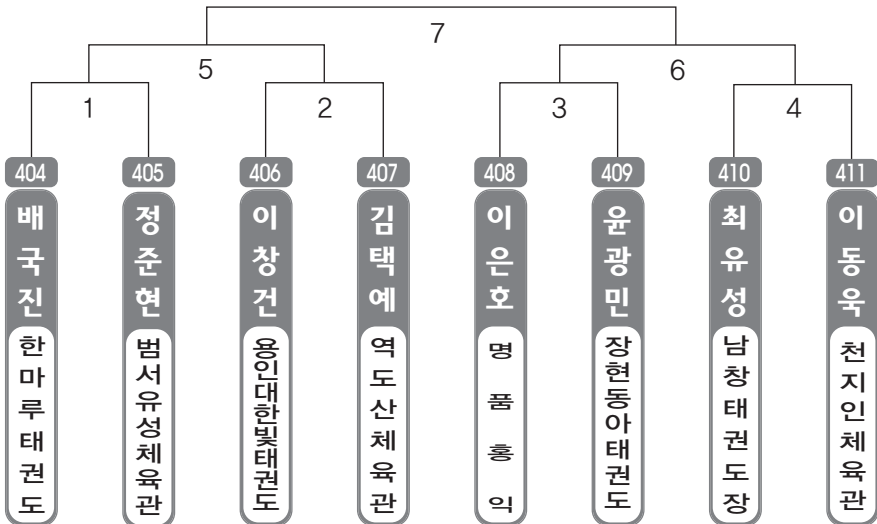 7
5
6
1
2
3
4
404
405
406
407
408
409
410
411
배국진
정준현
이창건
김택예
이은호
윤광민
최유성
이동욱
한마루태권도
범서유성체육관
용인대한빛태권도
역도산체육관
명품홍익
장현동아태권도
남창태권도장
천지인체육관